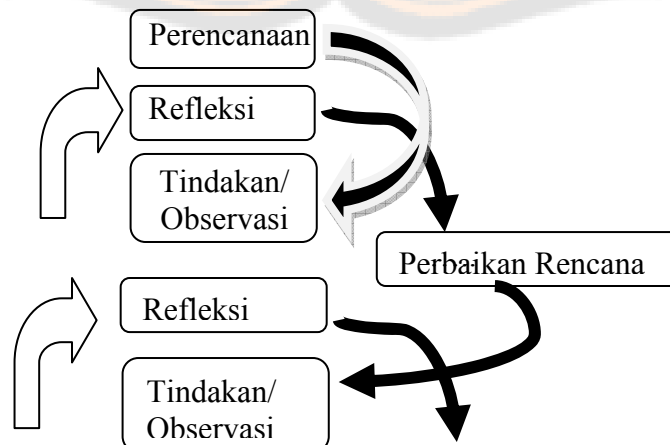 Perencanaan
Refleksi
Tindakan/
Observasi
Perbaikan Rencana
Refleksi
Tindakan/
Observasi